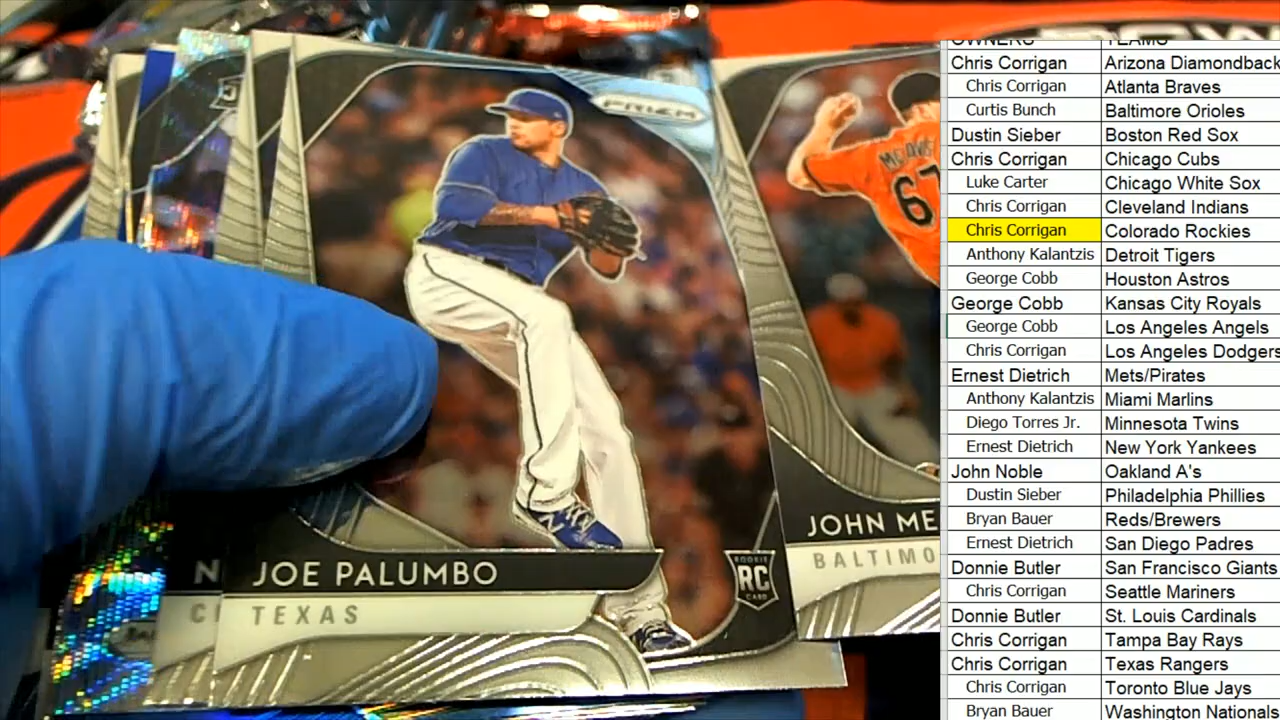 PRIZM
JOE PALUMBO
TEXAS
ROOKIE
RC
CARD
67
JOHN ME
BALTIMO
N
OWNERS TEAMS
Chris Corrigan Arizona Diamondback
Chris Corrigan Atlanta Braves
Curtis Bunch Baltimore Orioles
Dustin Sieber Boston Red Sox
Chris Corrigan Chicago Cubs
Luke Carter Chicago White Sox
Chris Corrigan Cleveland Indians
Chris Corrigan Colorado Rockies
Anthony Kalantzis Detroit Tigers
George Cobb Houston Astros
George Cobb Kansas City Royals
George Cobb Los Angeles Angels
Chris Corrigan Los Angeles Dodgers
Ernest Dietrich Mets/Pirates
Anthony Kalantzis Miami Marlins
Diego Torres Jr. Minnesota Twins
Ernest Dietrich New York Yankees
John Noble Oakland A's
Dustin Sieber Philadelphia Phillies
Bryan Bauer Reds/Brewers
Ernest Dietrich San Diego Padres
Donnie Butler San Francisco Giants
Chris Corrigan Seattle Mariners
Donnie Butler St. Louis Cardinals
Chris Corrigan Tampa Bay Rays
Chris Corrigan Texas Rangers
Chris Corrigan Toronto Blue Jays
Bryan Bauer Washington Nationals